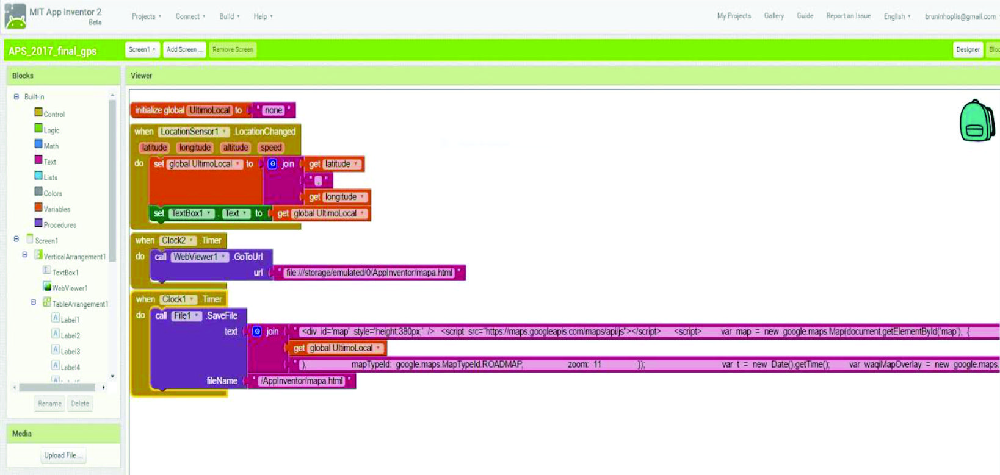 MIT App Inventor 2
Beta
Projects Connect Build Help
My Projects Gallery Guide Report an Issue English bruninhoplis@gmail.com
APS_2017_final_gps
Screen1 Add Screen ... Remove Screen
Designer
Blocks
Viewer
Built-in
Control
Logic
Math
Text
Lists
Colors
Variables
Procedures
Screen1
VerticalArrangement1
TextBox1
WebViewer1
TableArrangement1
Label1
Label2
Label3
Label4
Rename Delete
Media
Upload File ...
initialize global UltimoLocal to " none "
when LocationSensor1 .LocationChanged
latitude longitude altitude speed
do set global UltimoLocal to join get latitude
" , "
get longitude
set TextBox1 . Text to get global UltimoLocal
when Clock2 .Timer
do call WebViewer1 .GoToUrl
url " file:///storage/emulated/0/AppInventor/mapa.html "
when Clock1 .Timer
do call File1 .SaveFile
text join " <div id='map' style='height:380px;' /> <script src="https://maps.googleapis.com/maps/api/js"></script> <script> var map = new google.maps.Map(document.getElementById('map'), {
get global UltimoLocal
" ), mapTypeId: google.maps.MapTypeId.ROADMAP, zoom: 11 }); var t = new Date().getTime(); var waqiMapOverlay = new google.maps.
fileName " /AppInventor/mapa.html "